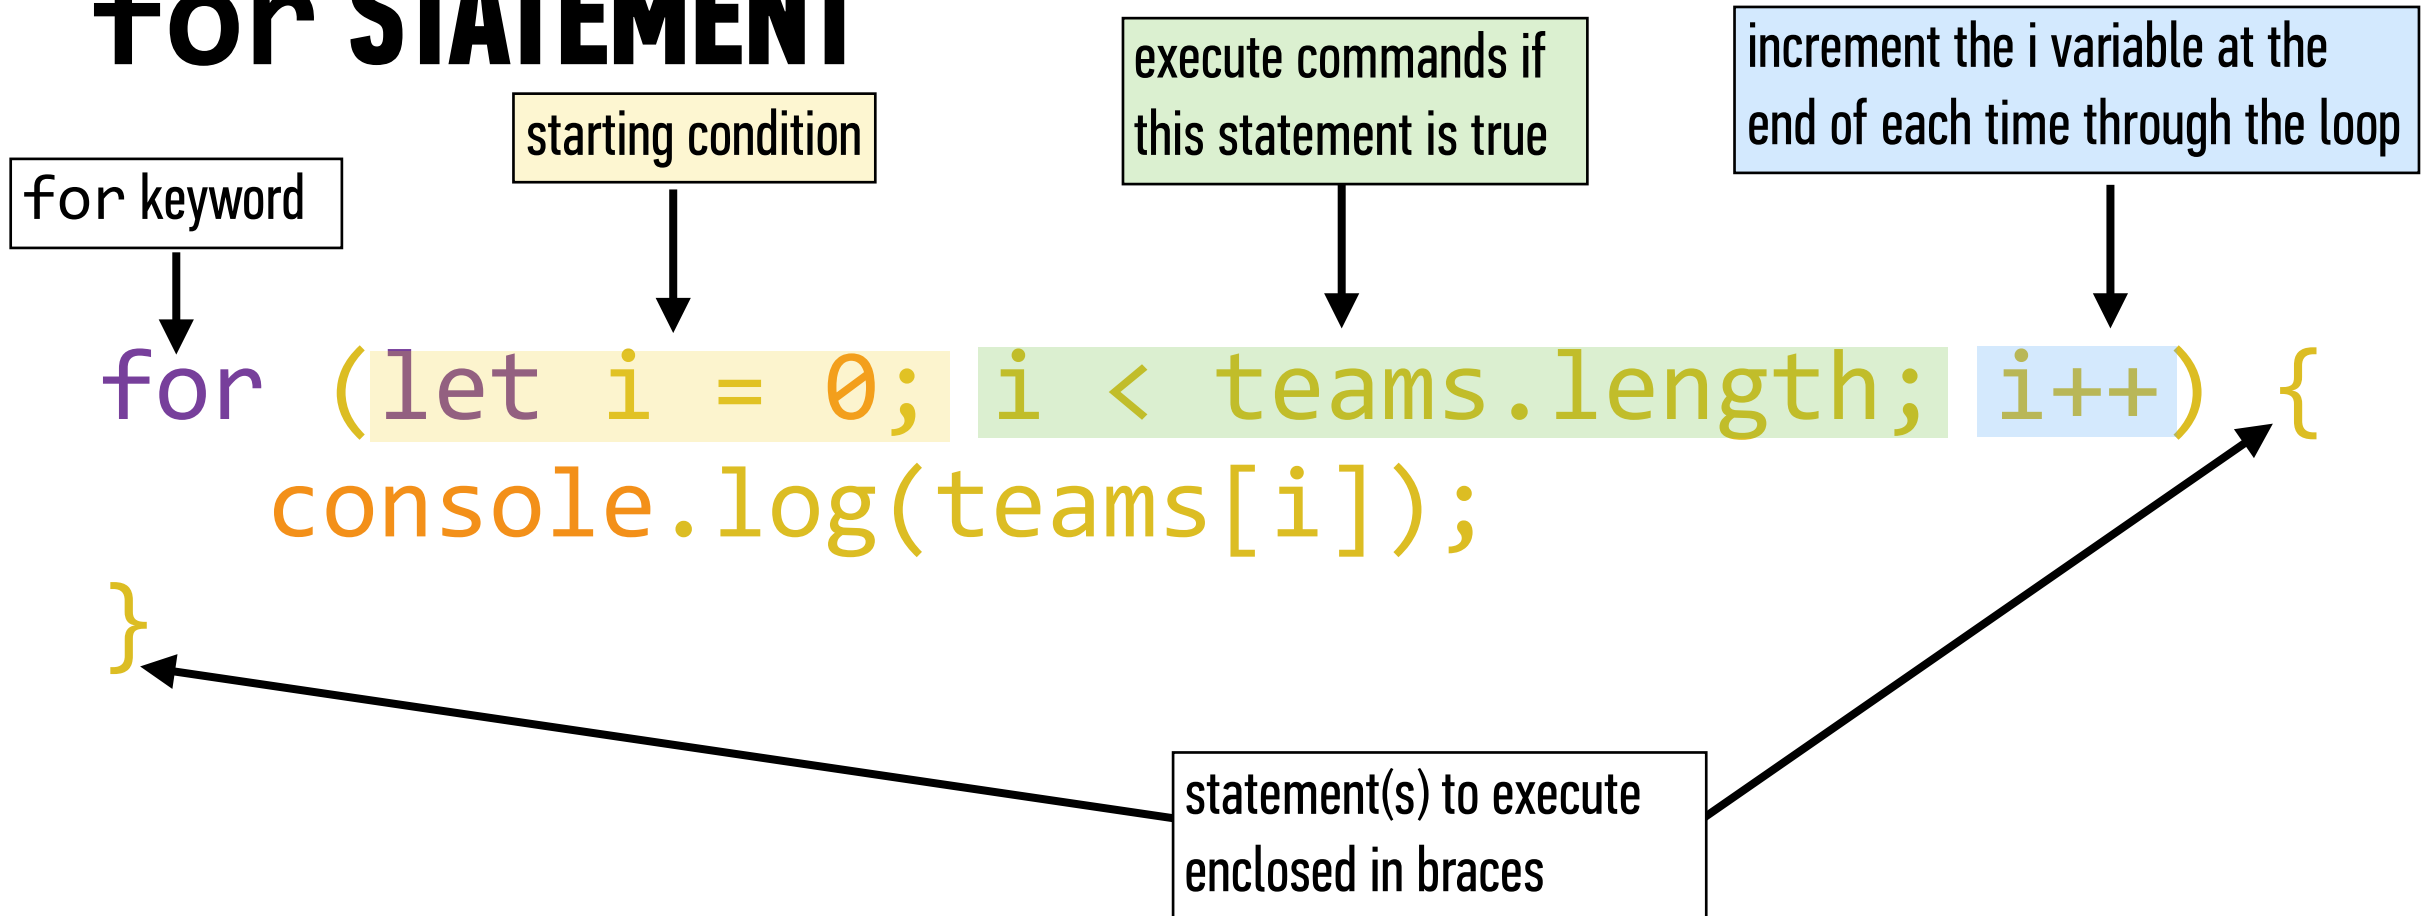 for STATEMENT
execute commands if
this statement is true
increment the i variable at the
end of each time through the loop
starting condition
for keyword
for (let i = 0; i < teams.length; i++) {
console.log(teams[i]);
}
statement(s) to execute
enclosed in braces